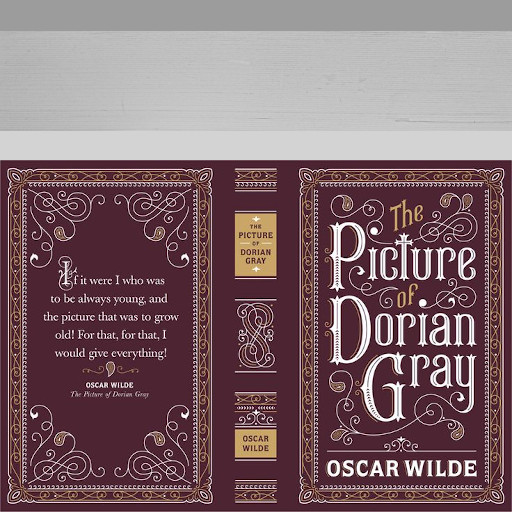 If it were I who was
to be always young, and
the picture that was to grow
old! For that, for that, I
would give everything!
OSCAR WILDE
The Picture of Dorian Gray
THE
PICTURE
OF
DORIAN
GRAY
OSCAR
WILDE
The
Picture
of
Dorian
Gray
OSCAR WILDE